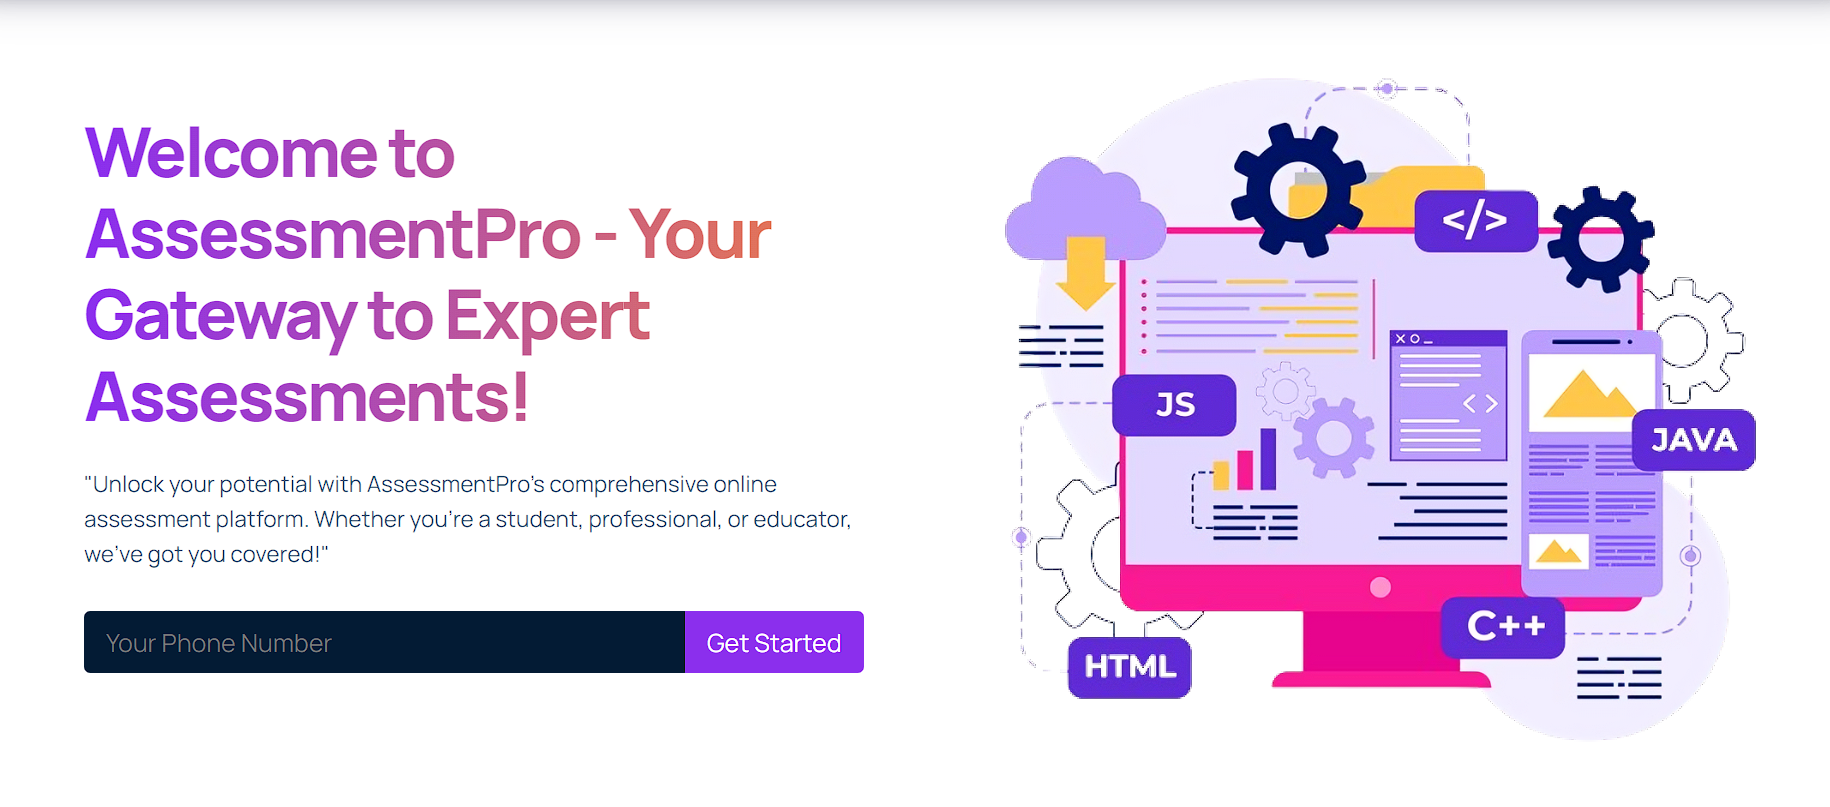 Welcome to
AssessmentPro - Your
Gateway to Expert
Assessments!
"Unlock your potential with AssessmentPro's comprehensive online
assessment platform. Whether you're a student, professional, or educator,
we've got you covered!"
Your Phone Number
Get Started
</>
JS
< >
JAVA
C++
HTML